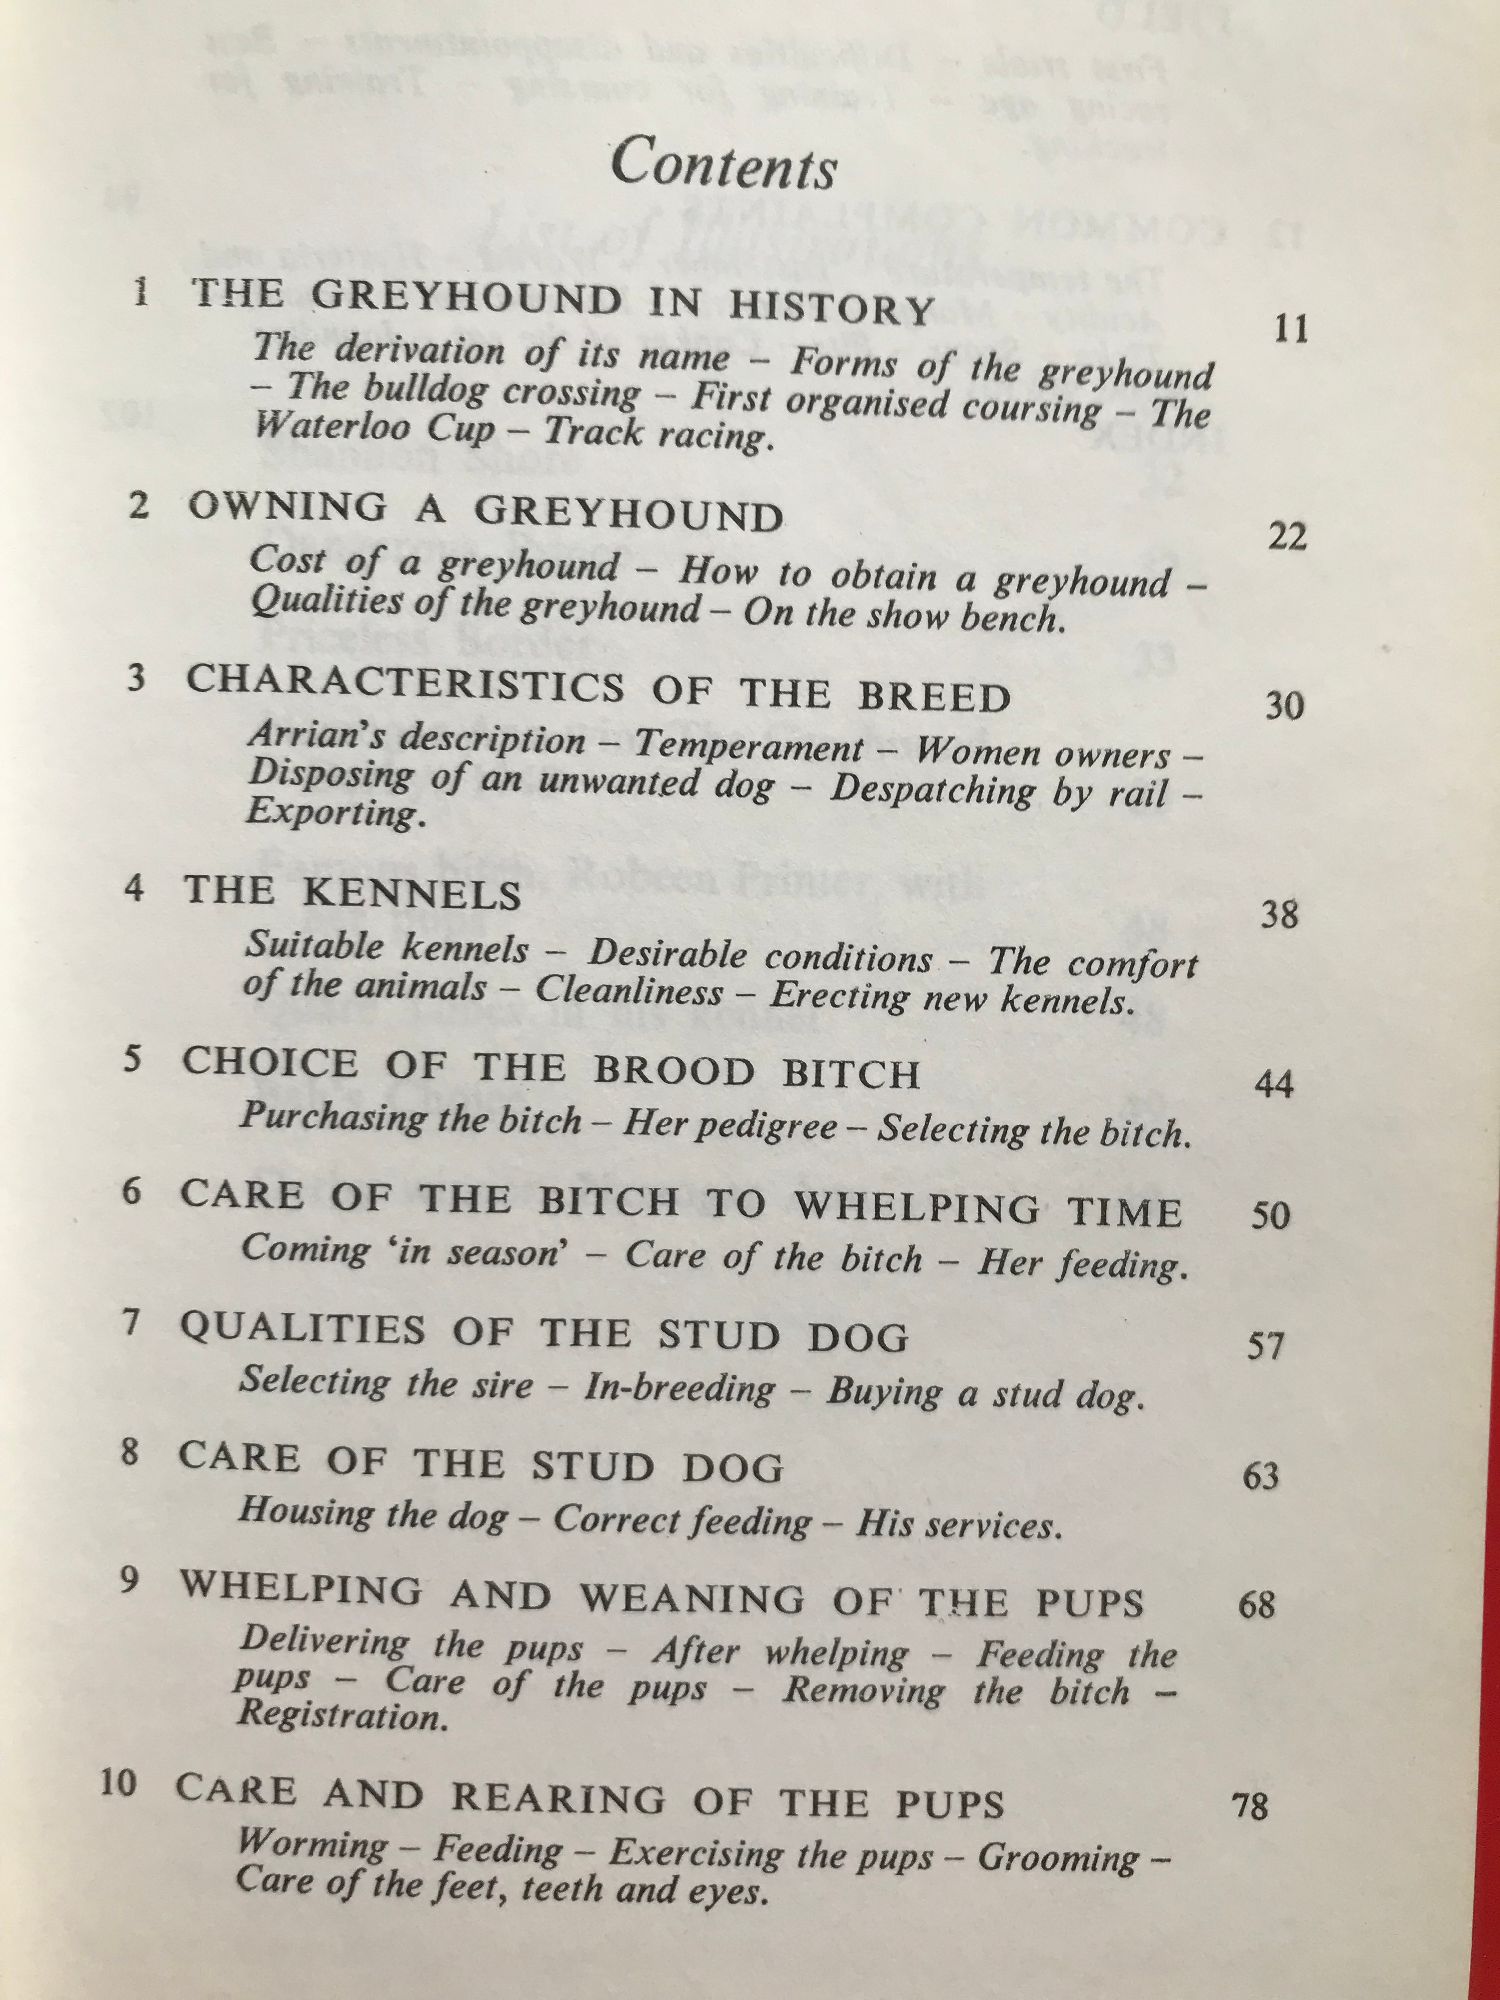 Contents
1 THE GREYHOUND IN HISTORY 11
The derivation of its name – Forms of the greyhound
– The bulldog crossing – First organised coursing – The
Waterloo Cup – Track racing.
2 OWNING A GREYHOUND 22
Cost of a greyhound – How to obtain a greyhound –
Qualities of the greyhound – On the show bench.
3 CHARACTERISTICS OF THE BREED 30
Arrian's description – Temperament – Women owners –
Disposing of an unwanted dog – Despatching by rail –
Exporting.
4 THE KENNELS 38
Suitable kennels – Desirable conditions – The comfort
of the animals – Cleanliness – Erecting new kennels.
5 CHOICE OF THE BROOD BITCH 44
Purchasing the bitch – Her pedigree – Selecting the bitch.
6 CARE OF THE BITCH TO WHELPING TIME 50
Coming ‘in season’ – Care of the bitch – Her feeding.
7 QUALITIES OF THE STUD DOG 57
Selecting the sire – In-breeding – Buying a stud dog.
8 CARE OF THE STUD DOG 63
Housing the dog – Correct feeding – His services.
9 WHELPING AND WEANING OF THE PUPS 68
Delivering the pups – After whelping – Feeding the
pups – Care of the pups – Removing the bitch –
Registration.
10 CARE AND REARING OF THE PUPS 78
Worming – Feeding – Exercising the pups – Grooming –
Care of the feet, teeth and eyes.